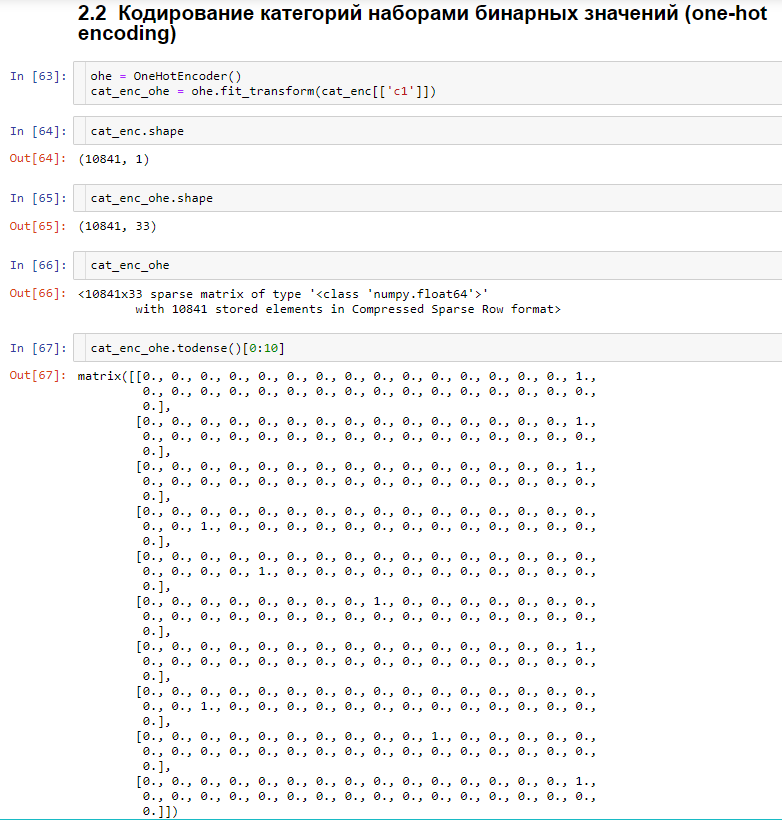 2.2 Кодирование категорий наборами бинарных значений (one-hot
encoding)
In [63]: ohe = OneHotEncoder()
cat_enc_ohe = ohe.fit_transform(cat_enc[['c1']])
In [64]: cat_enc.shape
Out[64]: (10841, 1)
In [65]: cat_enc_ohe.shape
Out[65]: (10841, 33)
In [66]: cat_enc_ohe
Out[66]: <10841x33 sparse matrix of type '<class 'numpy.float64'>'
with 10841 stored elements in Compressed Sparse Row format>
In [67]: cat_enc_ohe.todense()[0:10]
Out[67]: matrix([[0., 0., 0., 0., 0., 0., 0., 0., 0., 0., 0., 0., 0., 0., 0., 1.,
0., 0., 0., 0., 0., 0., 0., 0., 0., 0., 0., 0., 0., 0., 0., 0.,
0.],
[0., 0., 0., 0., 0., 0., 0., 0., 0., 0., 0., 0., 0., 0., 0., 1.,
0., 0., 0., 0., 0., 0., 0., 0., 0., 0., 0., 0., 0., 0., 0., 0.,
0.],
[0., 0., 0., 0., 0., 0., 0., 0., 0., 0., 0., 0., 0., 0., 0., 1.,
0., 0., 0., 0., 0., 0., 0., 0., 0., 0., 0., 0., 0., 0., 0., 0.,
0.],
[0., 0., 0., 0., 0., 0., 0., 0., 0., 0., 0., 0., 0., 0., 0., 0.,
0., 0., 1., 0., 0., 0., 0., 0., 0., 0., 0., 0., 0., 0., 0., 0.,
0.],
[0., 0., 0., 0., 0., 0., 0., 0., 0., 0., 0., 0., 0., 0., 0., 0.,
0., 0., 0., 0., 1., 0., 0., 0., 0., 0., 0., 0., 0., 0., 0., 0.,
0.],
[0., 0., 0., 0., 0., 0., 0., 0., 1., 0., 0., 0., 0., 0., 0., 0.,
0., 0., 0., 0., 0., 0., 0., 0., 0., 0., 0., 0., 0., 0., 0., 0.,
0.],
[0., 0., 0., 0., 0., 0., 0., 0., 0., 0., 0., 0., 0., 0., 0., 1.,
0., 0., 0., 0., 0., 0., 0., 0., 0., 0., 0., 0., 0., 0., 0., 0.,
0.],
[0., 0., 0., 0., 0., 0., 0., 0., 0., 0., 0., 0., 0., 0., 0., 0.,
0., 0., 1., 0., 0., 0., 0., 0., 0., 0., 0., 0., 0., 0., 0., 0.,
0.],
[0., 0., 0., 0., 0., 0., 0., 0., 0., 0., 1., 0., 0., 0., 0., 0.,
0., 0., 0., 0., 0., 0., 0., 0., 0., 0., 0., 0., 0., 0., 0., 0.,
0.],
[0., 0., 0., 0., 0., 0., 0., 0., 0., 0., 0., 0., 0., 0., 0., 1.,
0., 0., 0., 0., 0., 0., 0., 0., 0., 0., 0., 0., 0., 0., 0., 0.,
0.]])